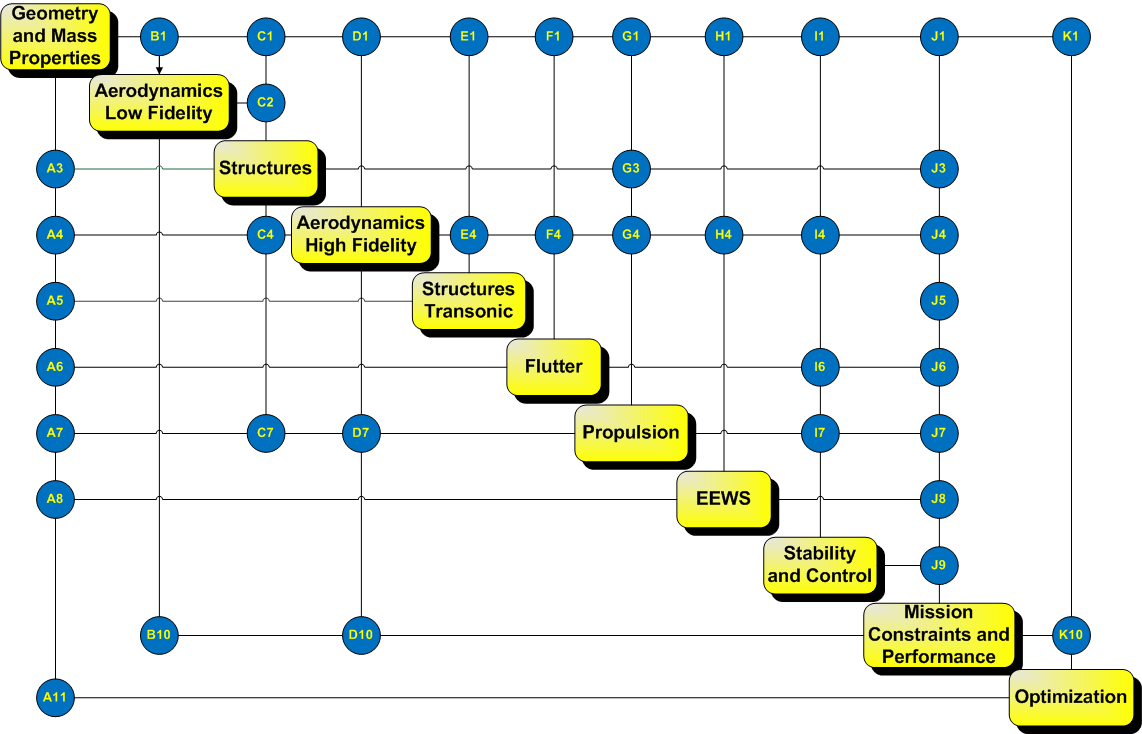 Geometry
and Mass
Properties
B1
C1
D1
E1
F1
G1
H1
I1
J1
K1
Aerodynamics
Low Fidelity
C2
A3
Structures
G3
J3
A4
C4
Aerodynamics
High Fidelity
E4
F4
G4
H4
I4
J4
A5
Structures
Transonic
J5
A6
Flutter
I6
J6
A7
C7
D7
Propulsion
I7
J7
A8
EEWS
J8
Stability
and Control
J9
B10
D10
Mission
Constraints and
Performance
K10
A11
Optimization